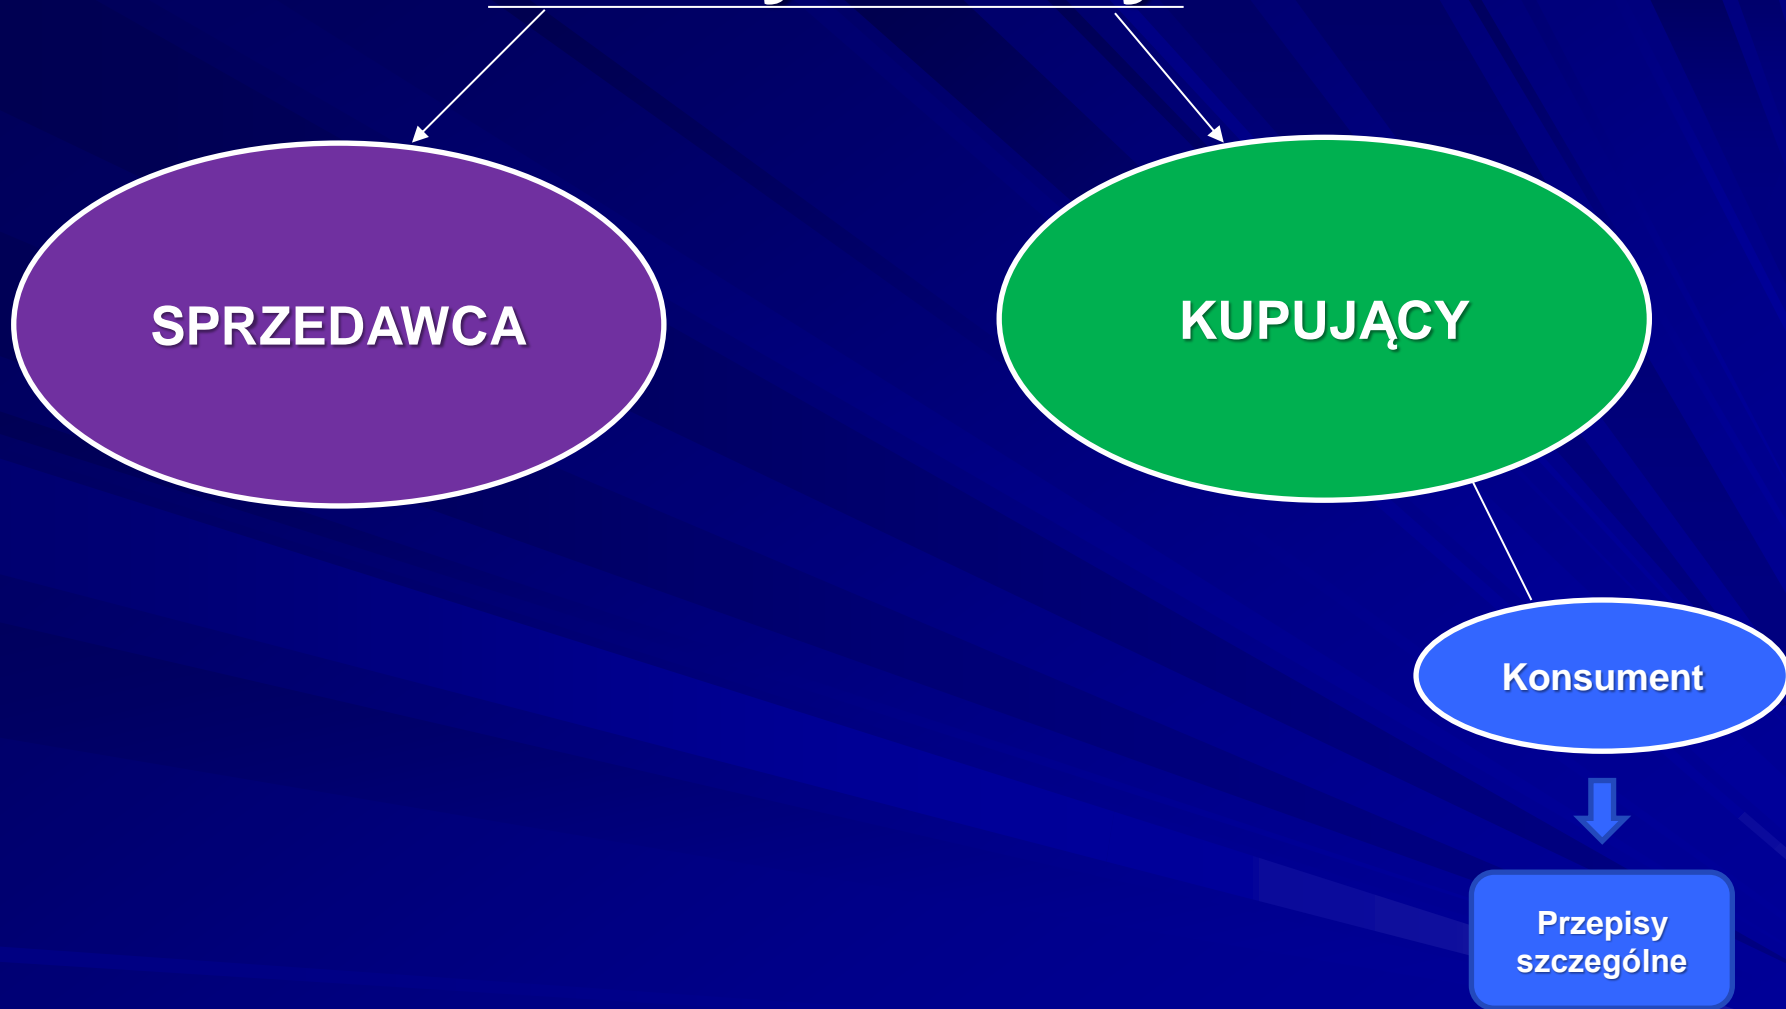 SPRZEDAWCA
KUPUJĄCY
Konsument
Przepisy
szczególne